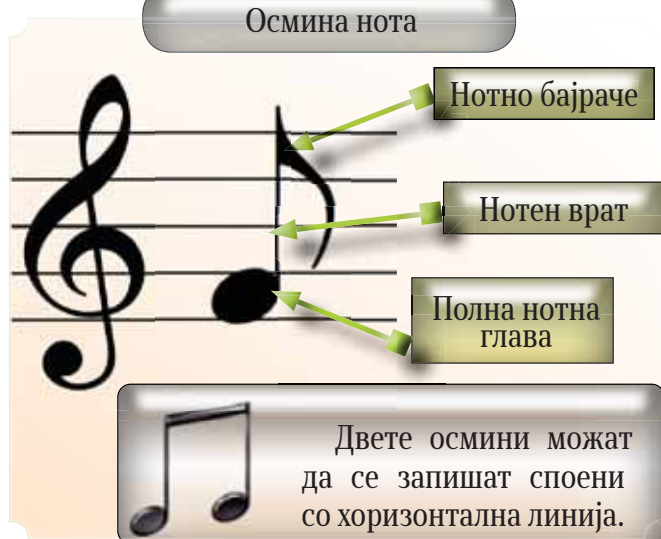 Осмина нота
Нотно бајраче
Нотен врат
Полна нотна
глава
Двете осмини можат
да се запишат споени
со хоризонтална линија.